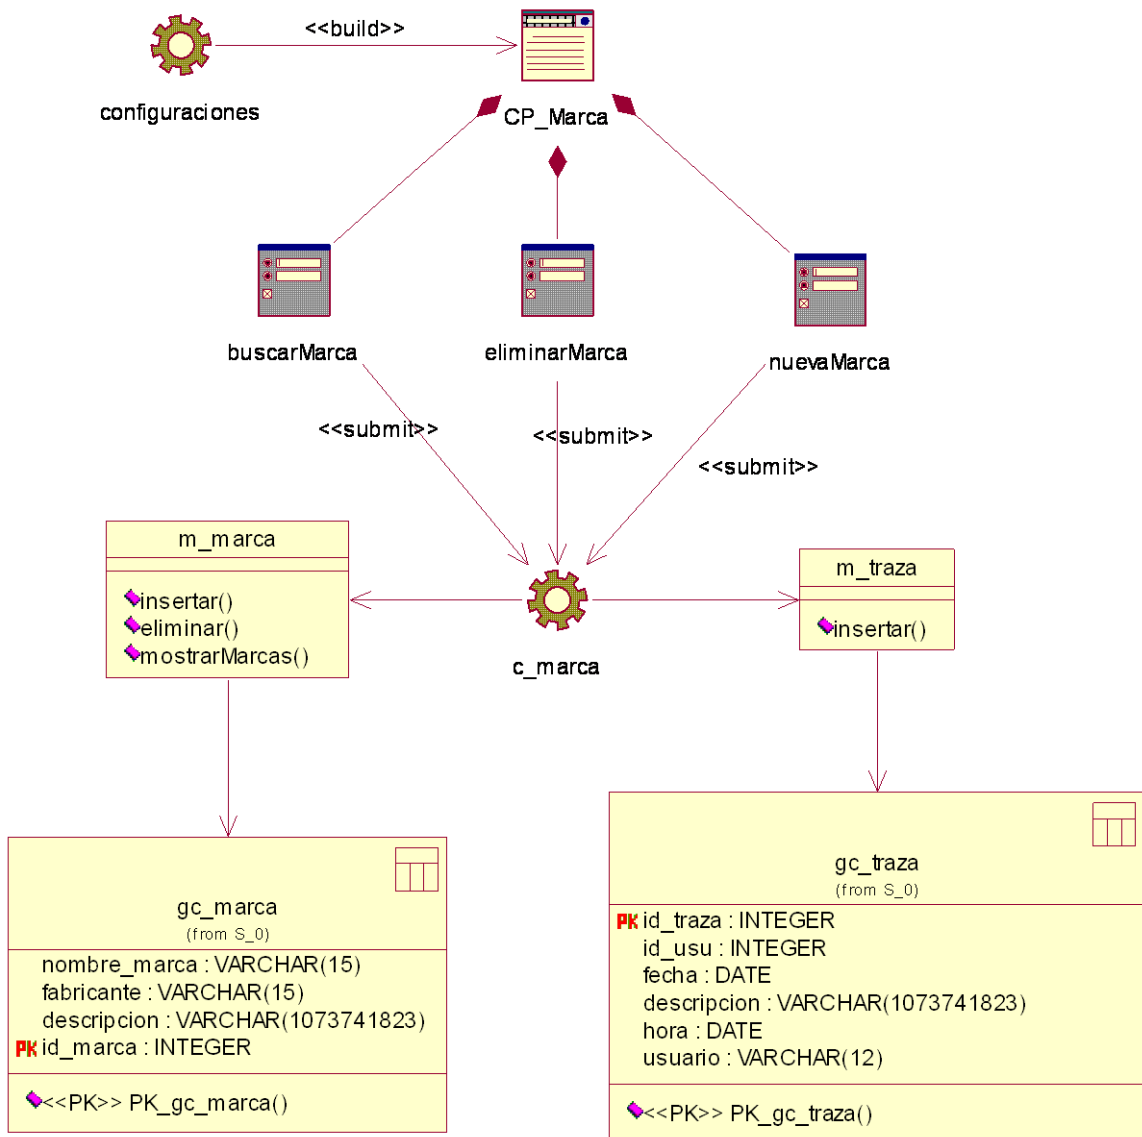 <<build>>
configuraciones
CP_Marca
buscarMarca
eliminarMarca
nuevaMarca
<<submit>>
<<submit>>
<<submit>>
m_marca
insertar()
eliminar()
mostrarMarcas()
c_marca
m_traza
insertar()
gc_marca
(from S_0)
nombre_marca : VARCHAR(15)
fabricante : VARCHAR(15)
descripcion : VARCHAR(1073741823)
PK id_marca : INTEGER
<<PK>> PK_gc_marca()
gc_traza
(from S_0)
PK id_traza : INTEGER
id_usu : INTEGER
fecha : DATE
descripcion : VARCHAR(1073741823)
hora : DATE
usuario : VARCHAR(12)
<<PK>> PK_gc_traza()